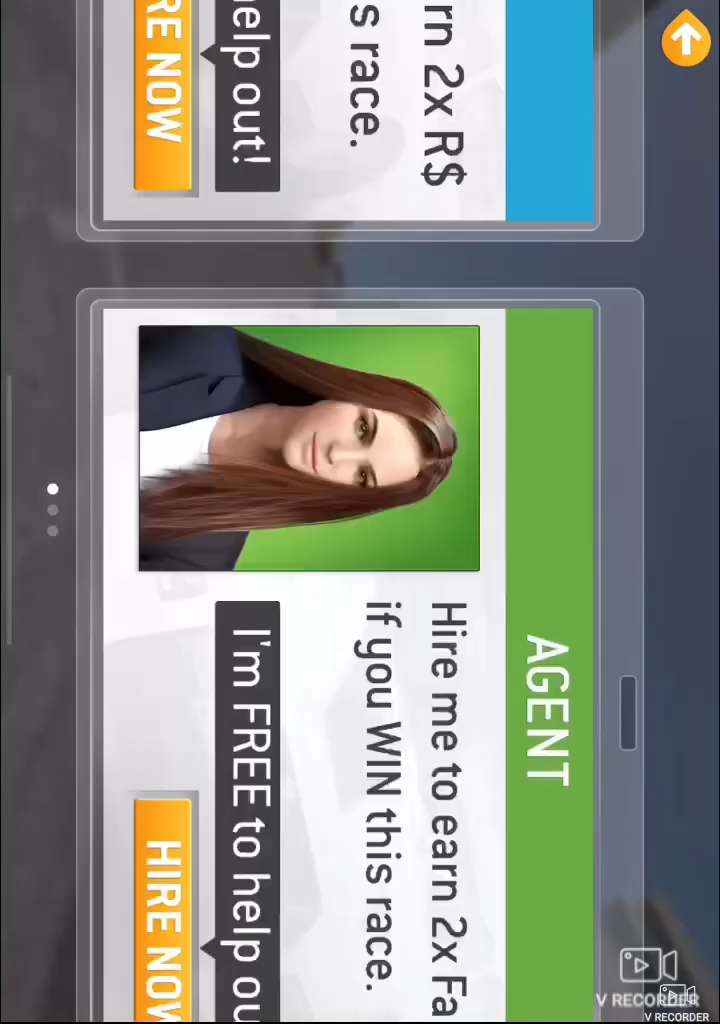 rn 2x R$
s race.
elp out!
RE NOW
AGENT
Hire me to earn 2x Fa
if you WIN this race.
I'm FREE to help ou
HIRE NOW
V RECORDER
V RECORDER